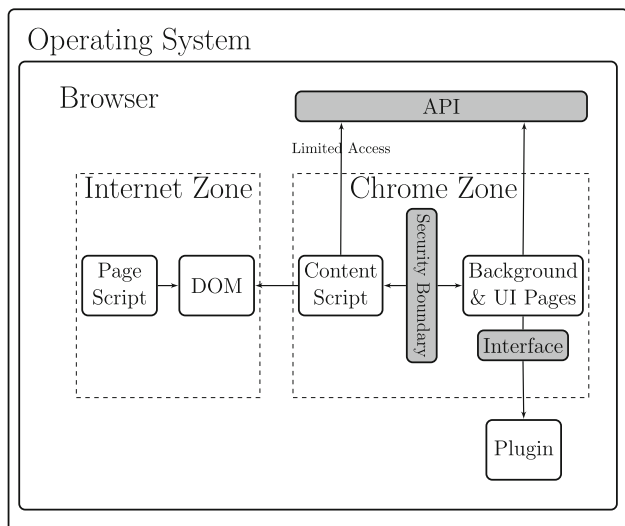 Operating System
Browser
API
Limited Access
Internet Zone
Chrome Zone
Page
Script
DOM
Content
Script
Security Boundary
Background
& UI Pages
Interface
Plugin